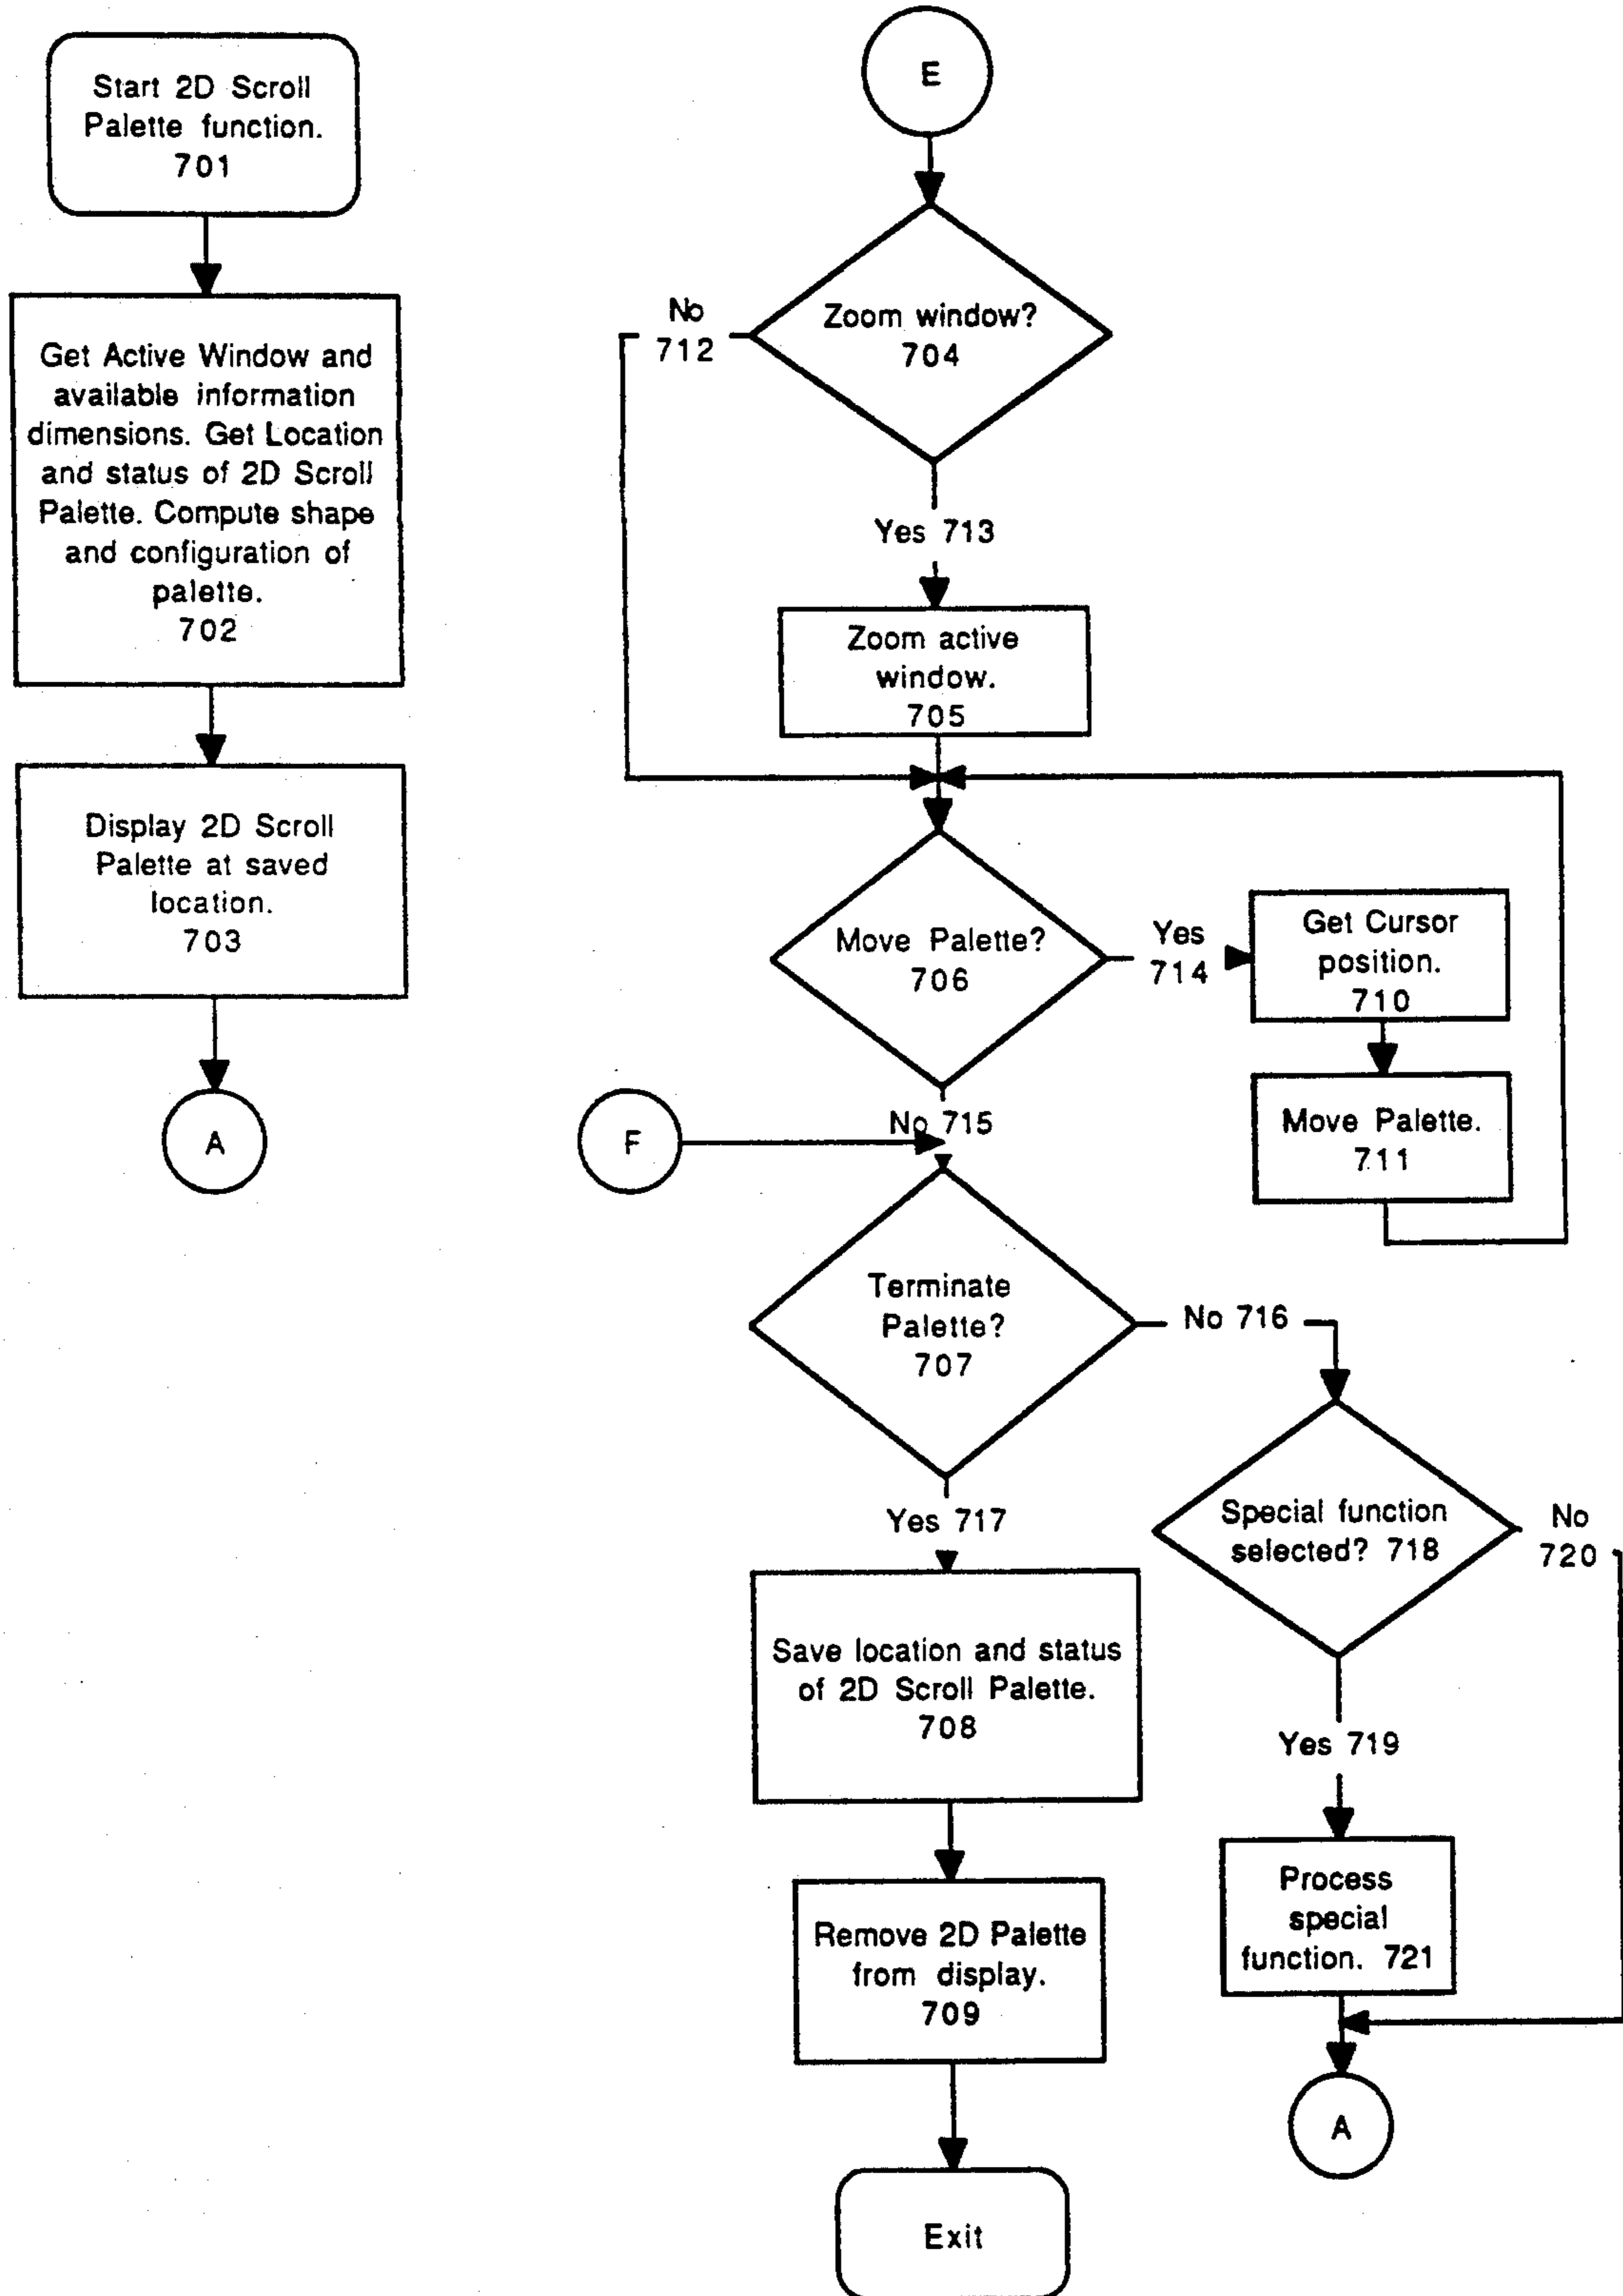 Start 2D Scroll
Palette function.
701
Get Active Window and
available information
dimensions. Get Location
and status of 2D Scroll
Palette. Compute shape
and configuration of
palette.
702
Display 2D Scroll
Palette at saved
location.
703
A
E
Zoom window?
704
No
712
Yes 713
Zoom active
window.
705
Move Palette?
706
Yes
714
Get Cursor
position.
710
Move Palette.
711
No 715
F
Terminate
Palette?
707
No 716
Special function
selected? 718
No
720
Yes 717
Save location and status
of 2D Scroll Palette.
708
Yes 719
Process
special
function. 721
Remove 2D Palette
from display.
709
A
Exit